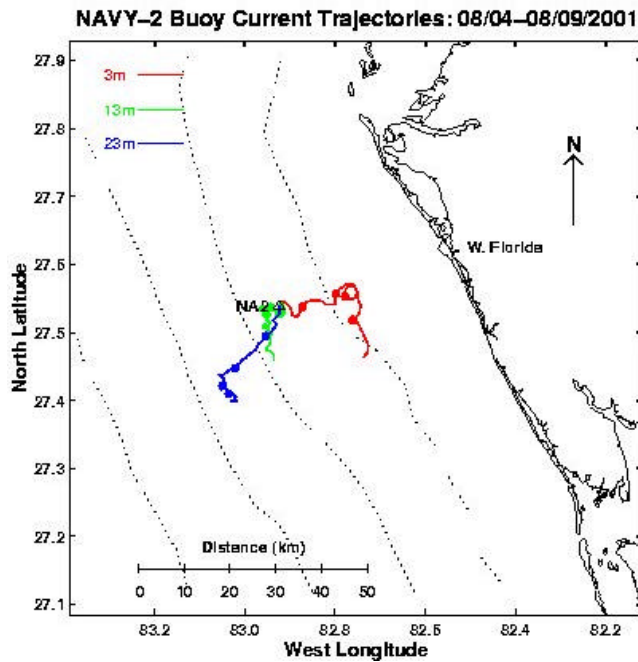 NAVY-2 Buoy Current Trajectories: 08/04-08/09/2001
27.9
3m
13m
27.8
23m
N
27.7
W. Florida
27.6
NA2
27.5
North Latitude
27.4
27.3
27.2
Distance (km)
0 10 20 30 40 50
27.1
83.2 83.0 82.8 82.5 82.4 82.2
West Longitude